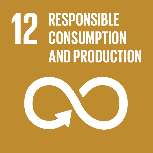 12 RESPONSIBLE
CONSUMPTION
AND PRODUCTION